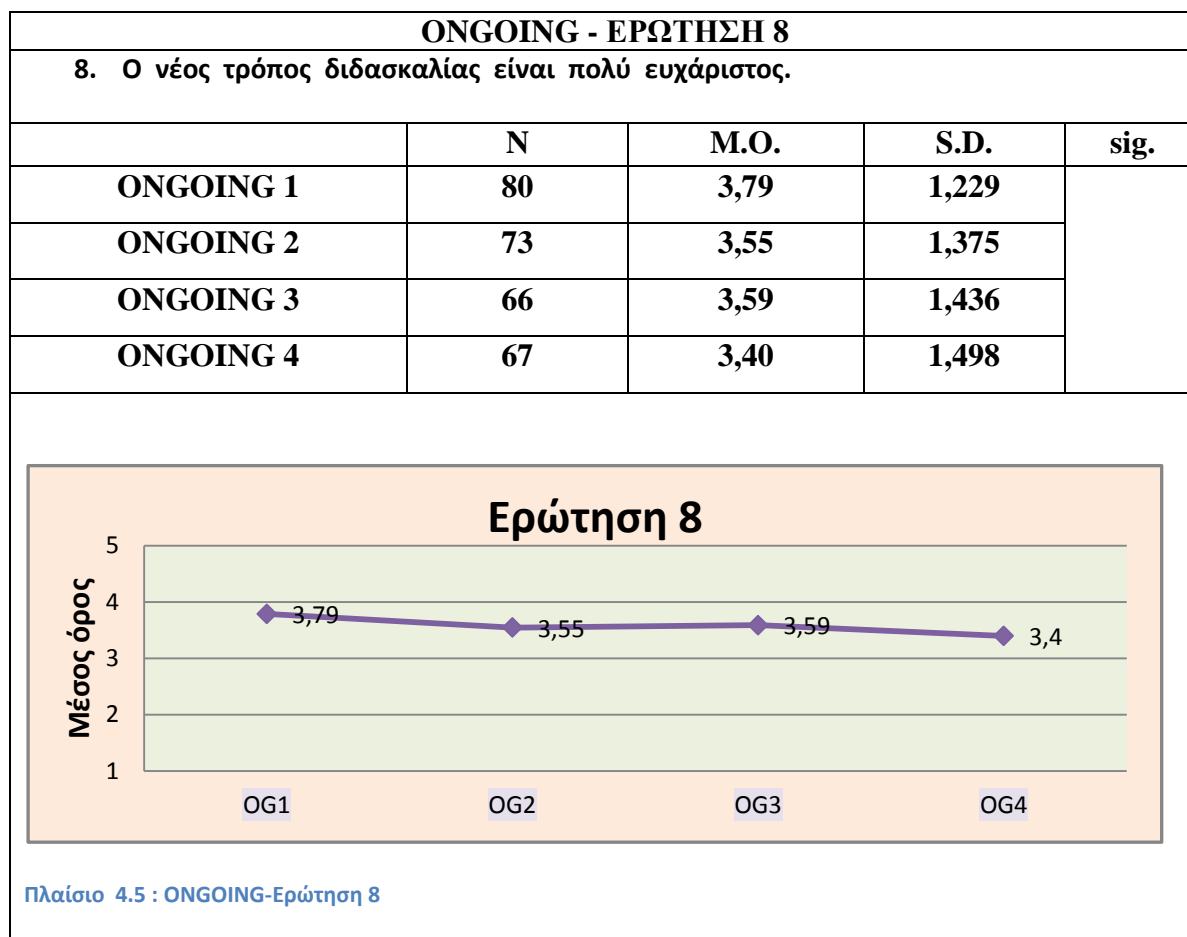 ONGOING - ΕΡΩΤΗΣΗ 8
8. Ο νέος τρόπος διδασκαλίας είναι πολύ ευχάριστος.
N M.O. S.D. sig.
ONGOING 1 80 3,79 1,229
ONGOING 2 73 3,55 1,375
ONGOING 3 66 3,59 1,436
ONGOING 4 67 3,40 1,498
Ερώτηση 8
Μέσος όρος
5
4
3
2
1
3,79
3,55
3,59
3,4
OG1 OG2 OG3 OG4
Πλαίσιο 4.5 : ONGOING-Ερώτηση 8